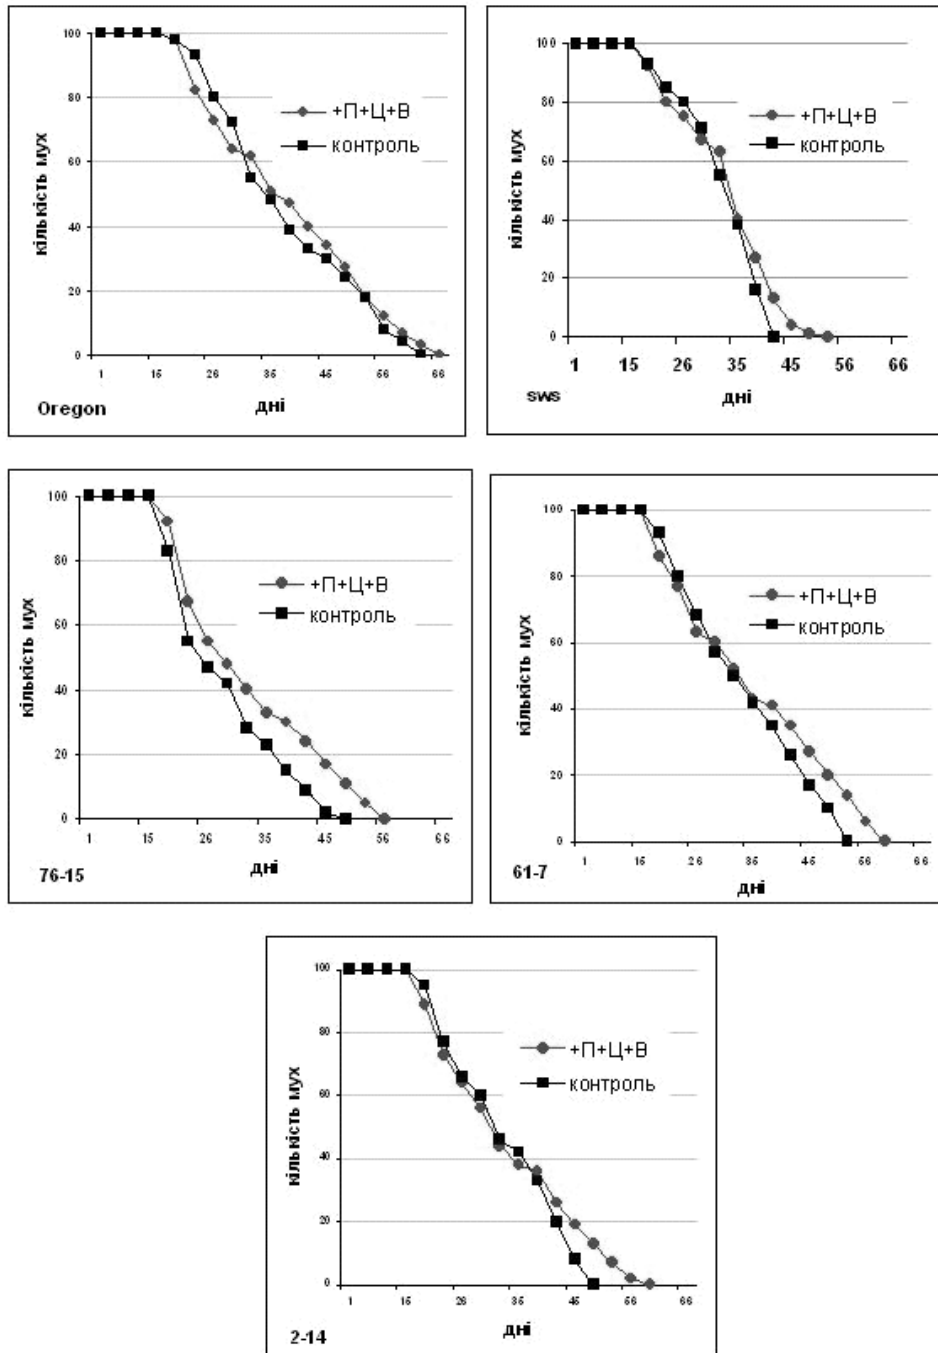 100
80
60
40
20
0
кількість мух
+П+Ц+В
контроль
1 15 26 35 45 56 66
дні
Oregon
100
80
60
40
20
0
кількість мух
+П+Ц+В
контроль
1 15 26 35 45 56 66
дні
sws
100
80
60
40
20
0
кількість мух
+П+Ц+В
контроль
1 15 26 35 45 56 66
дні
76-15
100
80
60
40
20
0
кількість мух
+П+Ц+В
контроль
1 15 26 35 45 56 66
дні
61-7
100
80
60
40
20
0
кількість мух
+П+Ц+В
контроль
1 15 26 35 45 56 66
дні
2-14